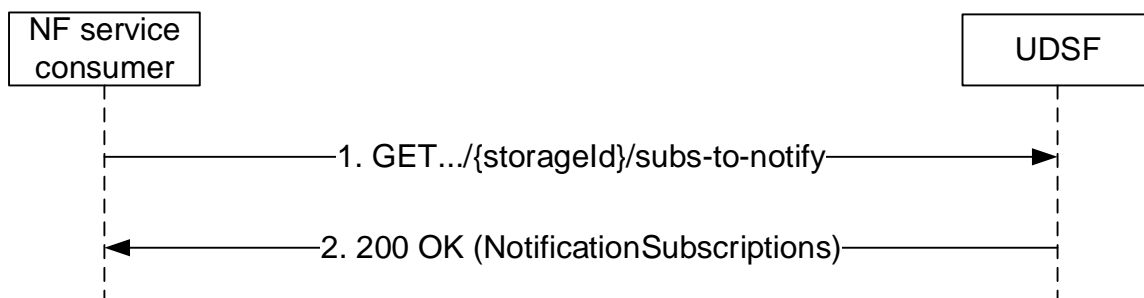 NF service
consumer
UDSF
1. GET.../{storageId}/subs-to-notify
2. 200 OK (NotificationSubscriptions)